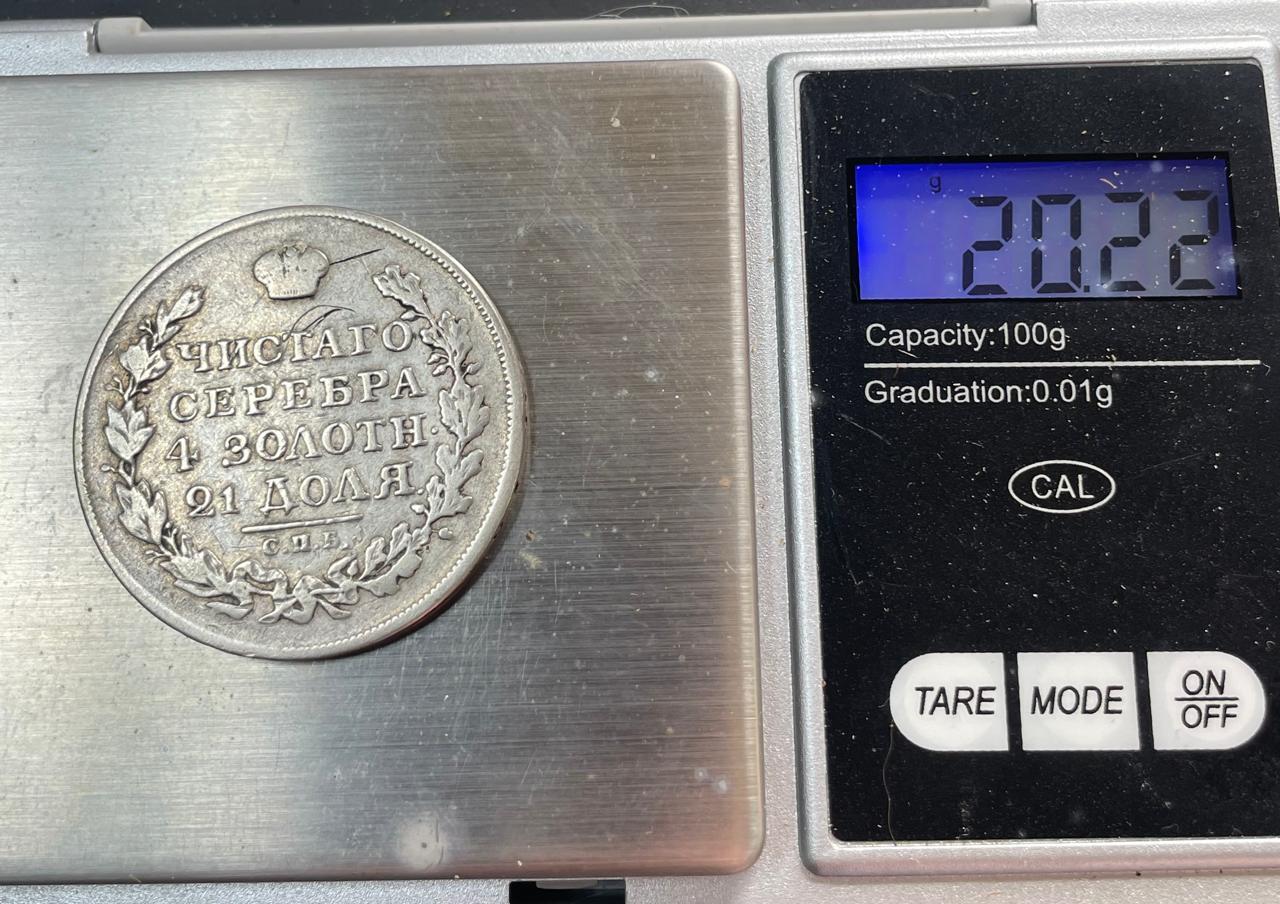 ЧИСТАГО
СЕРЕБРА
4 ЗОЛОТН·
21 ДОЛЯ.
С.П.Б.
g
20.22
Capacity:100g
Graduation:0.01g
CAL
TARE
MODE
ON
OFF